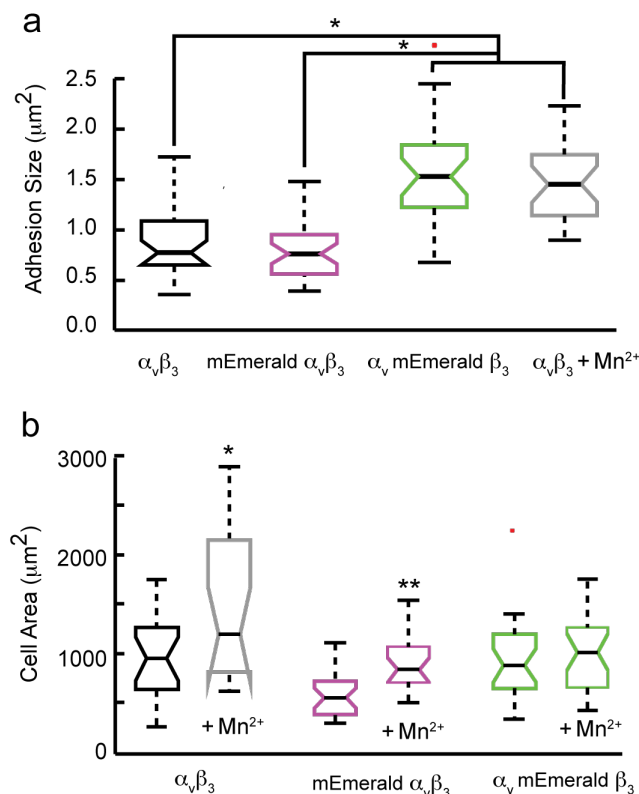 a
*
*
Adhesion Size (μm²)
2.5
2.0
1.5
1.0
0.5
0.0
αᵥβ₃ mEmerald αᵥβ₃ αᵥ mEmerald β₃ αᵥβ₃ + Mn²⁺
b
Cell Area (μm²)
3000
2000
1000
0
*
**
+ Mn²⁺ + Mn²⁺ + Mn²⁺
αᵥβ₃ mEmerald αᵥβ₃ αᵥ mEmerald β₃